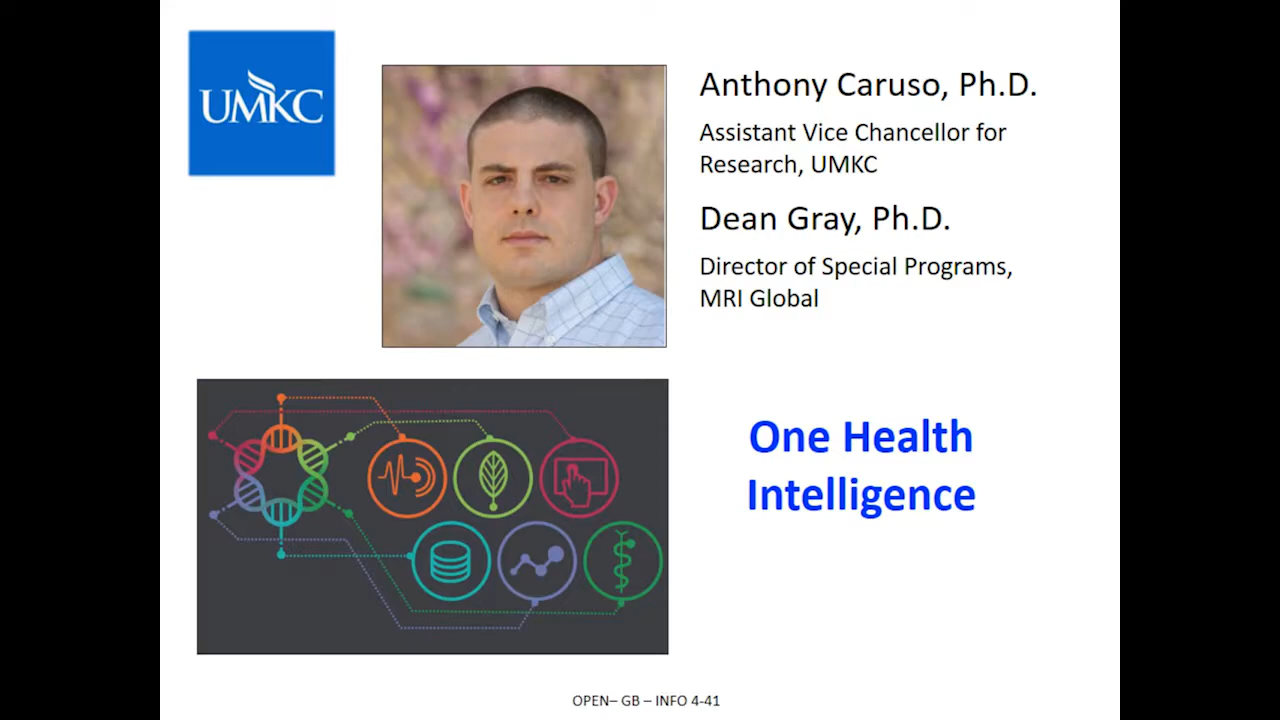 UMKC
Anthony Caruso, Ph.D.
Assistant Vice Chancellor for
Research, UMKC
Dean Gray, Ph.D.
Director of Special Programs,
MRI Global
One Health
Intelligence
OPEN– GB – INFO 4-41